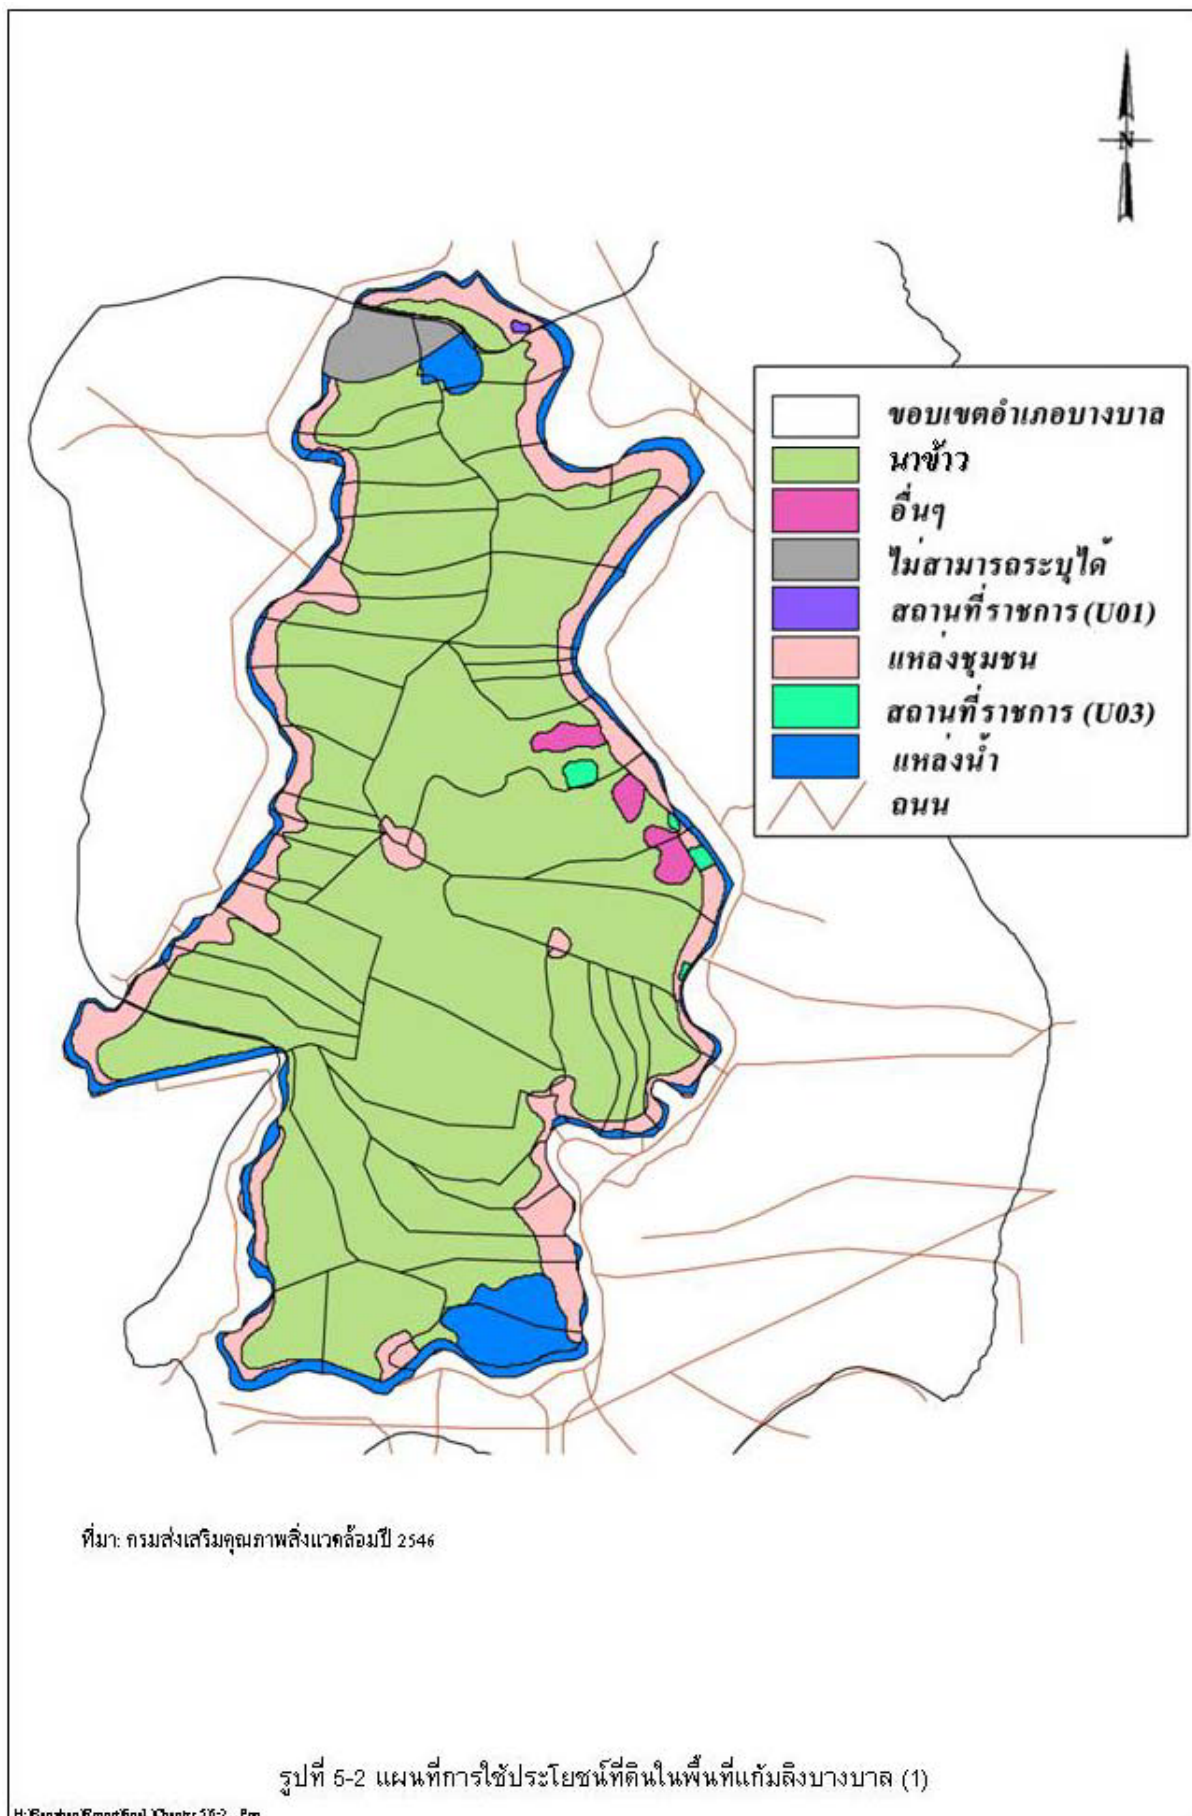 N
ขอบเขตอำเภอบางบาล
นาข้าว
อื่นๆ
ไม่สามารถระบุได้
สถานที่ราชการ (U01)
แหล่งชุมชน
สถานที่ราชการ (U03)
แหล่งน้ำ
ถนน
ที่มา: กรมส่งเสริมคุณภาพสิ่งแวดล้อมปี 2546
รูปที่ 5-2 แผนที่การใช้ประโยชน์ที่ดินในพื้นที่แก้มลิงบางบาล (1)